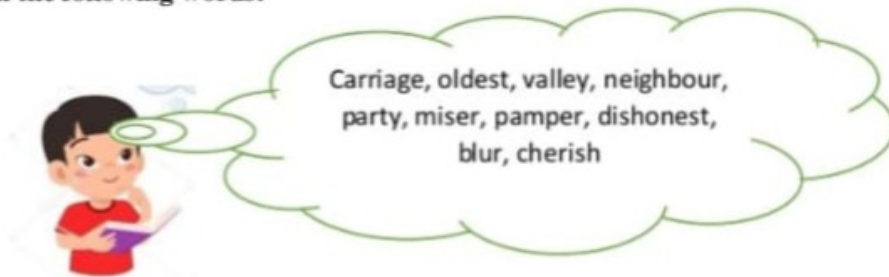 Carriage, oldest, valley, neighbour,
party, miser, pamper, dishonest,
blur, cherish